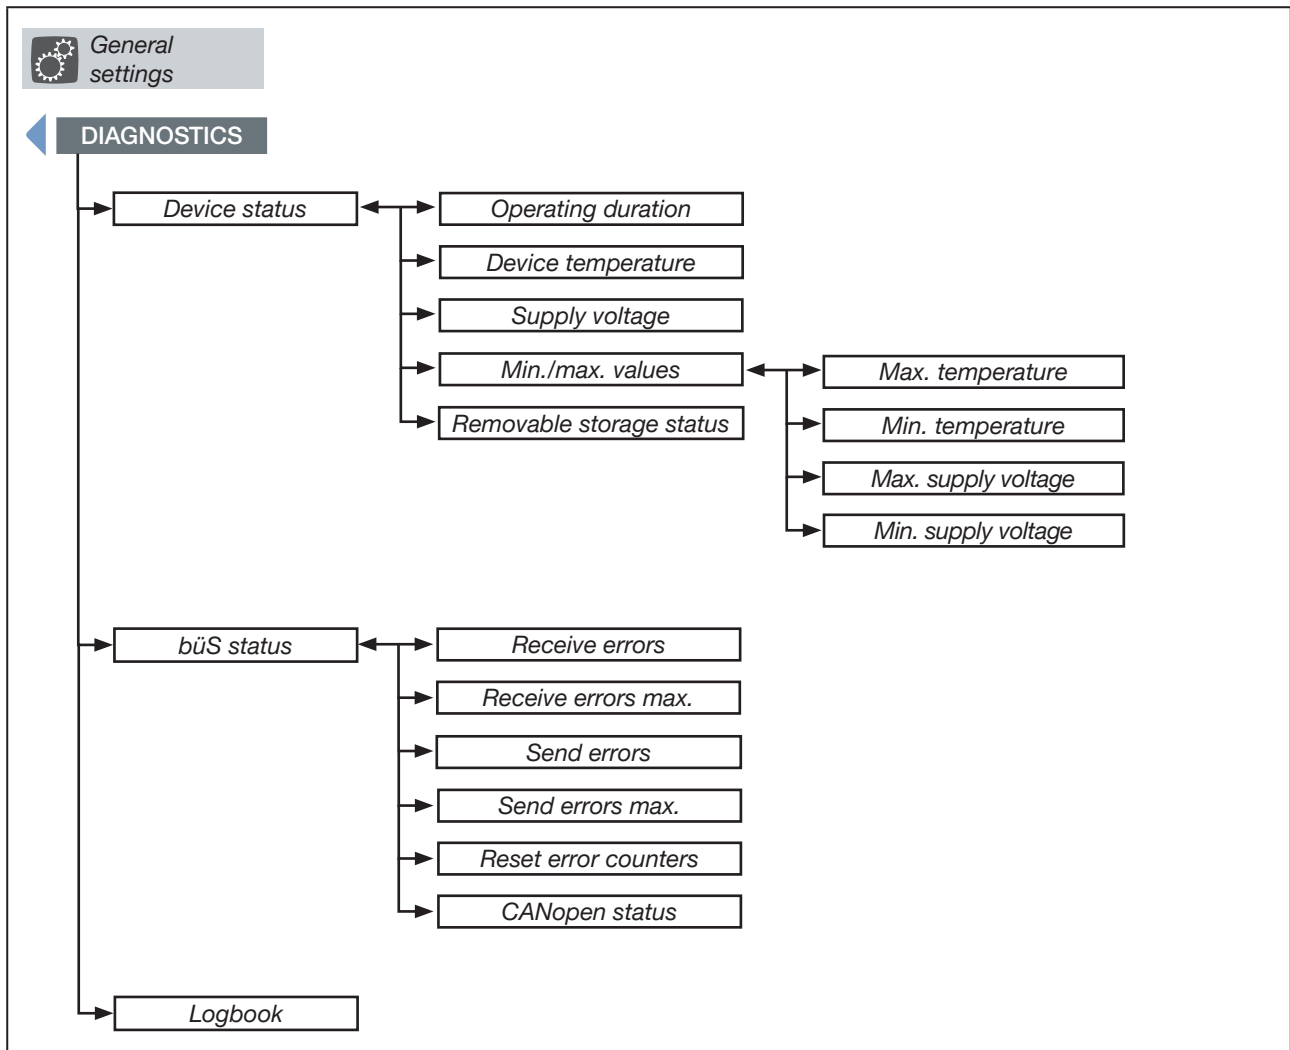 General
settings
DIAGNOSTICS
Device status
Operating duration
Device temperature
Supply voltage
Min./max. values
Max. temperature
Min. temperature
Max. supply voltage
Min. supply voltage
Removable storage status
büS status
Receive errors
Receive errors max.
Send errors
Send errors max.
Reset error counters
CANopen status
Logbook